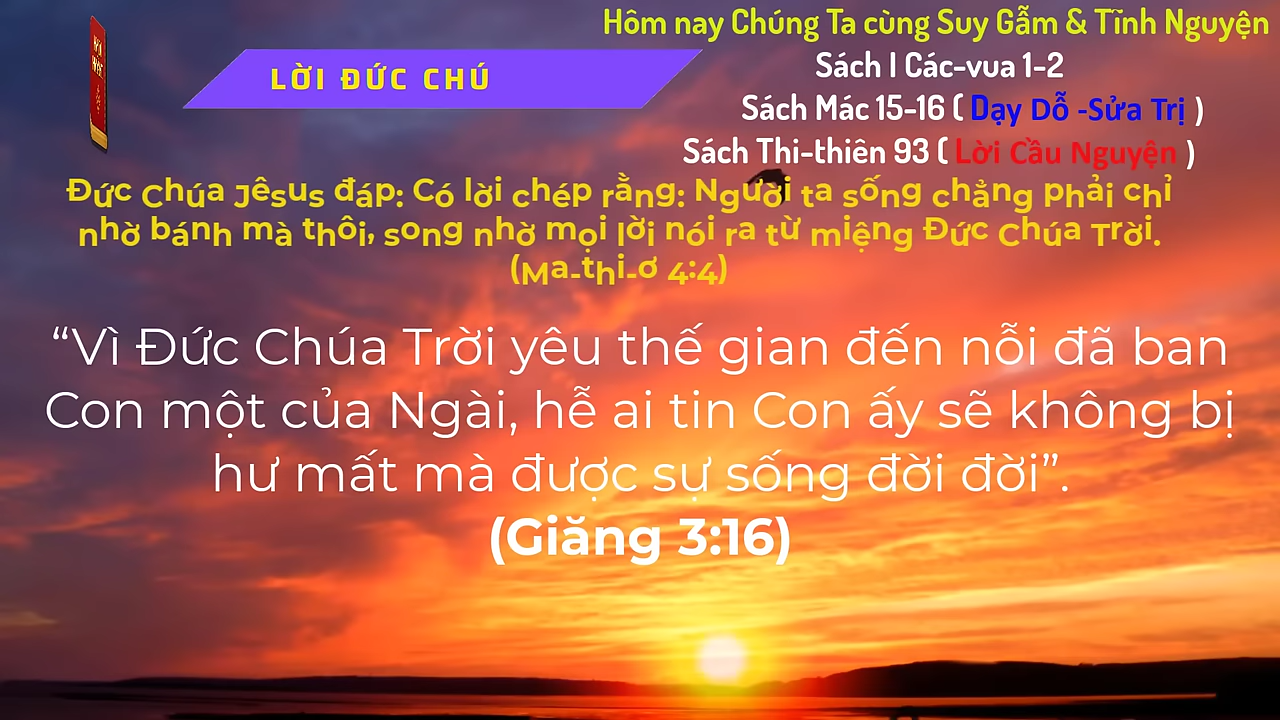 Hôm nay Chúng Ta cùng Suy Gẫm & Tĩnh Nguyện
LỜI ĐỨC CHÚ
Sách I Các-vua 1-2
Sách Mác 15-16 ( Dạy Dỗ -Sửa Trị )
Sách Thi-thiên 93 ( Lời Cầu Nguyện )
Đức Chúa Jêsus đáp: Có lời chép rằng: Người ta sống chẳng phải chỉ
nhờ bánh mà thôi, song nhờ mọi lời nói ra từ miệng Đức Chúa Trời.
(Ma-thi-ơ 4:4)
“Vì Đức Chúa Trời yêu thế gian đến nỗi đã ban
Con một của Ngài, hễ ai tin Con ấy sẽ không bị
hư mất mà được sự sống đời đời”.
(Giăng 3:16)